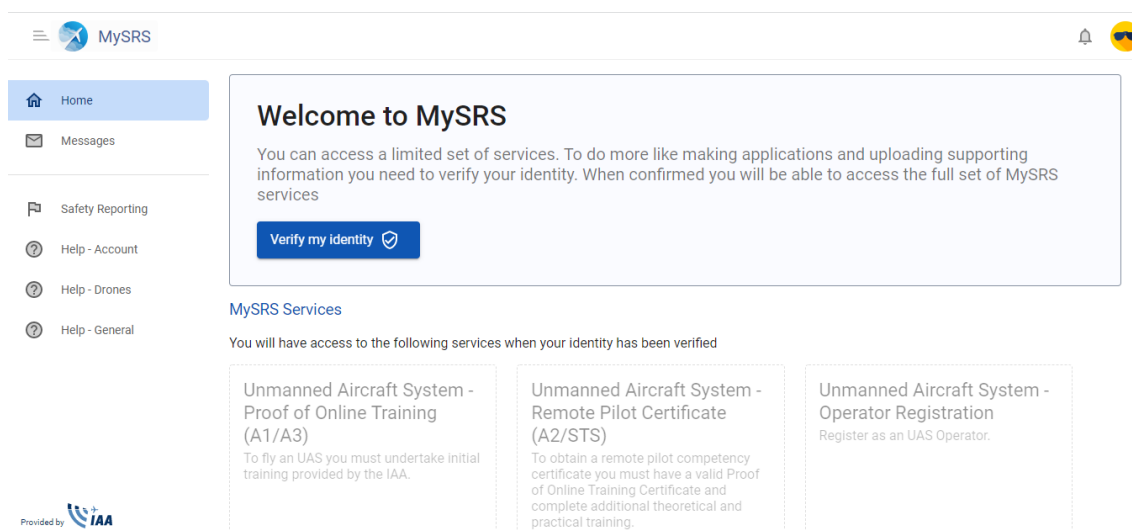 MySRS
Home
Messages
Safety Reporting
Help - Account
Help - Drones
Help - General
Provided by IAA
Welcome to MySRS
You can access a limited set of services. To do more like making applications and uploading supporting
information you need to verify your identity. When confirmed you will be able to access the full set of MySRS
services
Verify my identity
MySRS Services
You will have access to the following services when your identity has been verified
Unmanned Aircraft System -
Proof of Online Training
(A1/A3)
To fly an UAS you must undertake initial
training provided by the IAA.
Unmanned Aircraft System -
Remote Pilot Certificate
(A2/STS)
To obtain a remote pilot competency
certificate you must have a valid Proof
of Online Training Certificate and
complete additional theoretical and
practical training.
Unmanned Aircraft System -
Operator Registration
Register as an UAS Operator.